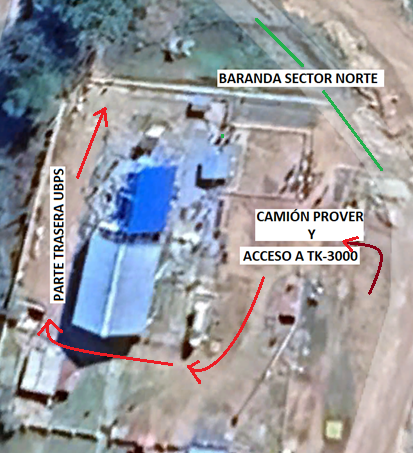 BARANDA SECTOR NORTE
PARTE TRASERA UBPS
CAMIÓN PROVER
Y
ACCESO A TK-3000